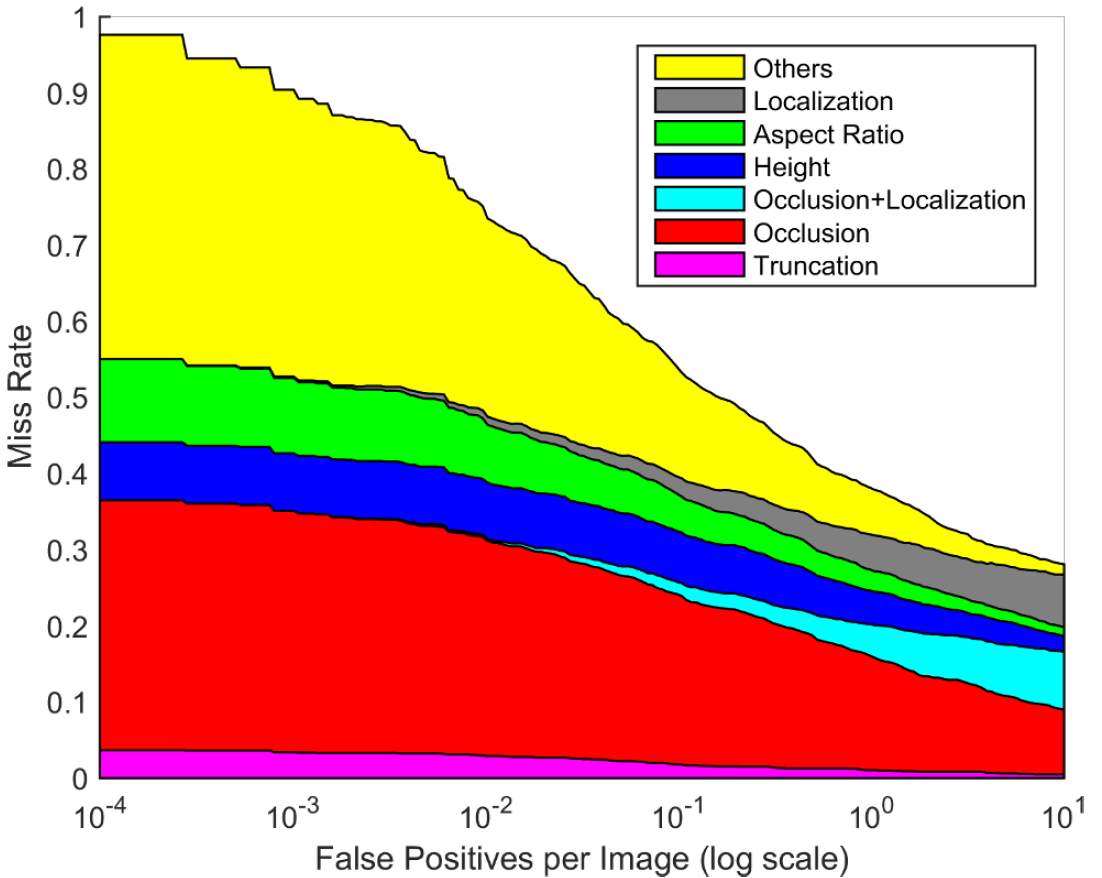 1
0.9
0.8
0.7
0.6
0.5
0.4
0.3
0.2
0.1
0
Miss Rate
Others
Localization
Aspect Ratio
Height
Occlusion+Localization
Occlusion
Truncation
10^-4 10^-3 10^-2 10^-1 10^0 10^1
False Positives per Image (log scale)